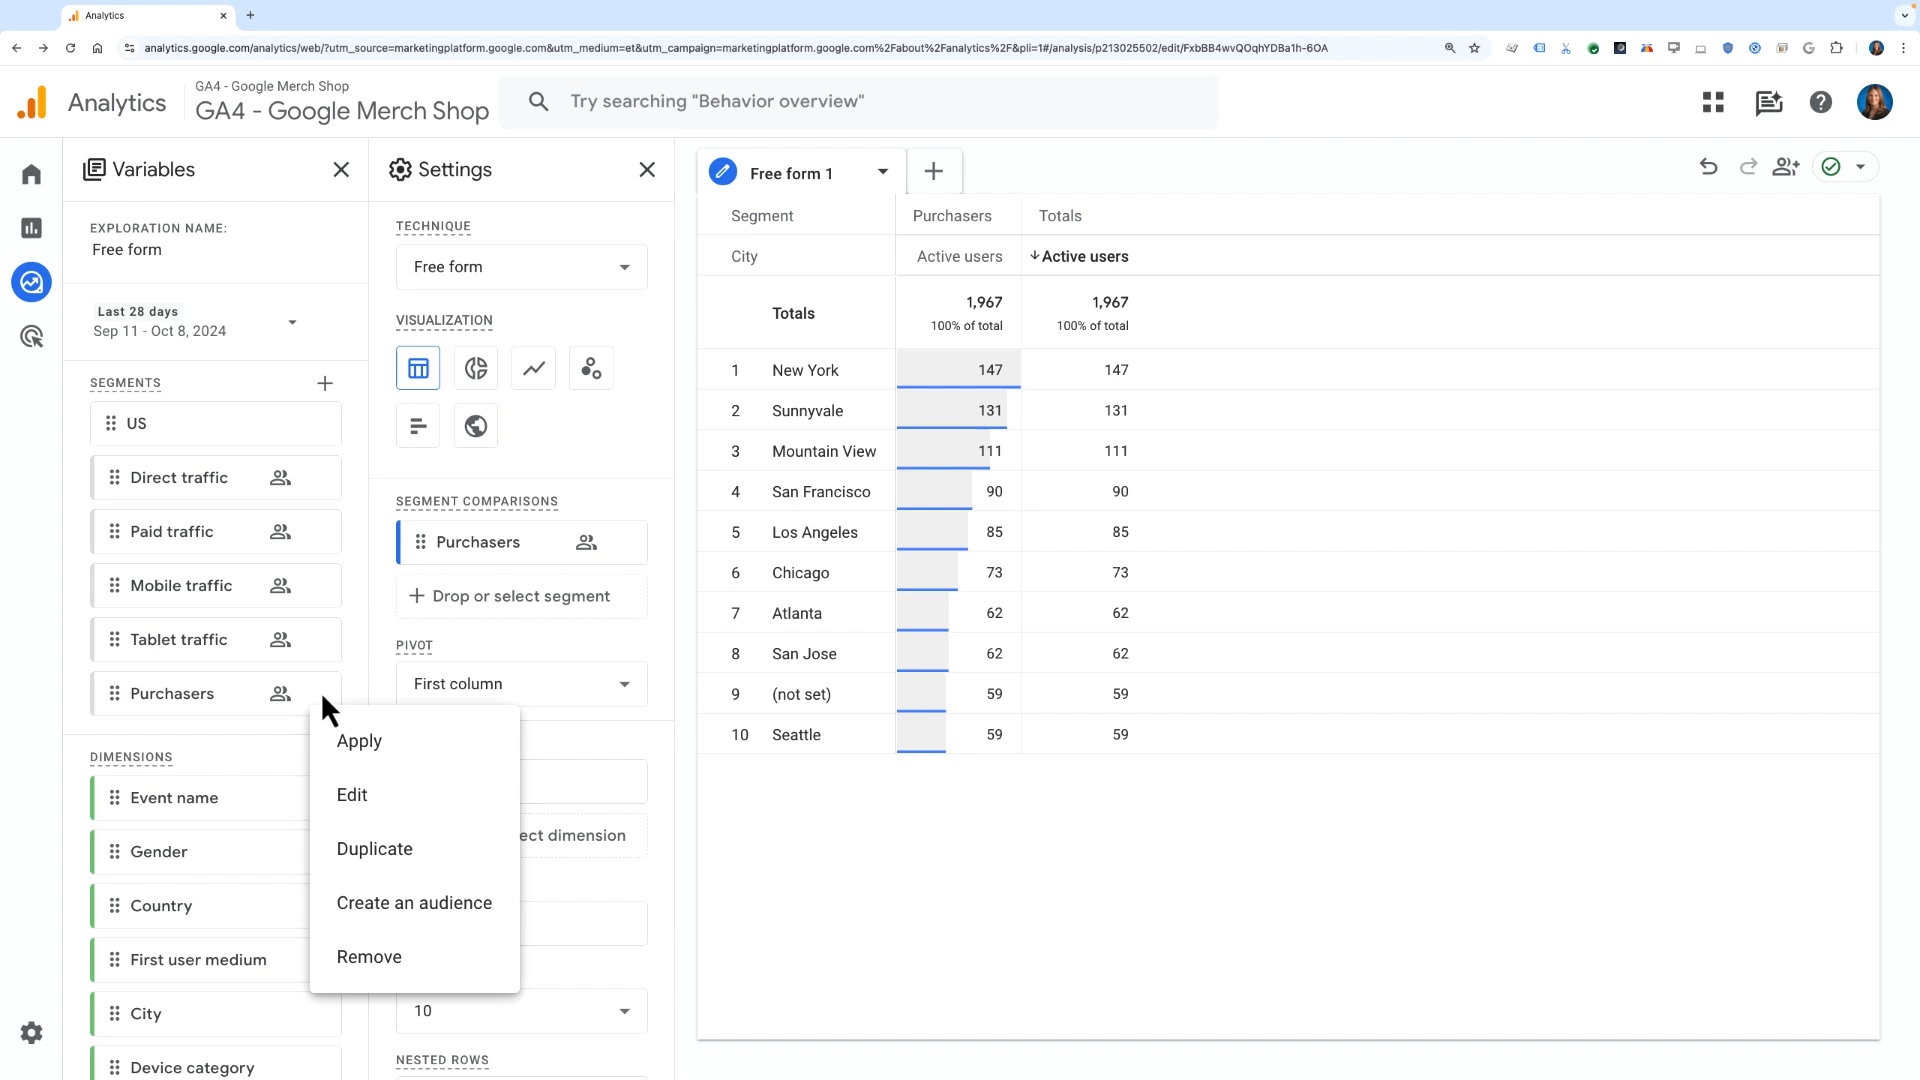 Analytics
analytics.google.com/analytics/web/?utm_source=marketingplatform.google.com&utm_medium=et&utm_campaign=marketingplatform.google.com%2Fabout%2Fanalytics%2F&pli=1#/analysis/p213025502/edit/FxbBB4wvQOqhYDBa1h-6OA
Analytics
GA4 - Google Merch Shop
GA4 - Google Merch Shop
Try searching "Behavior overview"
Variables
EXPLORATION NAME:
Free form
Last 28 days
Sep 11 - Oct 8, 2024
SEGMENTS
US
Direct traffic
Paid traffic
Mobile traffic
Tablet traffic
Purchasers
DIMENSIONS
Event name
Gender
Country
First user medium
City
Device category
Apply
Edit
Duplicate
Create an audience
Remove
Settings
TECHNIQUE
Free form
VISUALIZATION
SEGMENT COMPARISONS
Purchasers
Drop or select segment
PIVOT
First column
ect dimension
10
NESTED ROWS
Free form 1
Segment Purchasers Totals
City Active users Active users
Totals 1,967 1,967
100% of total 100% of total
1 New York 147 147
2 Sunnyvale 131 131
3 Mountain View 111 111
4 San Francisco 90 90
5 Los Angeles 85 85
6 Chicago 73 73
7 Atlanta 62 62
8 San Jose 62 62
9 (not set) 59 59
10 Seattle 59 59